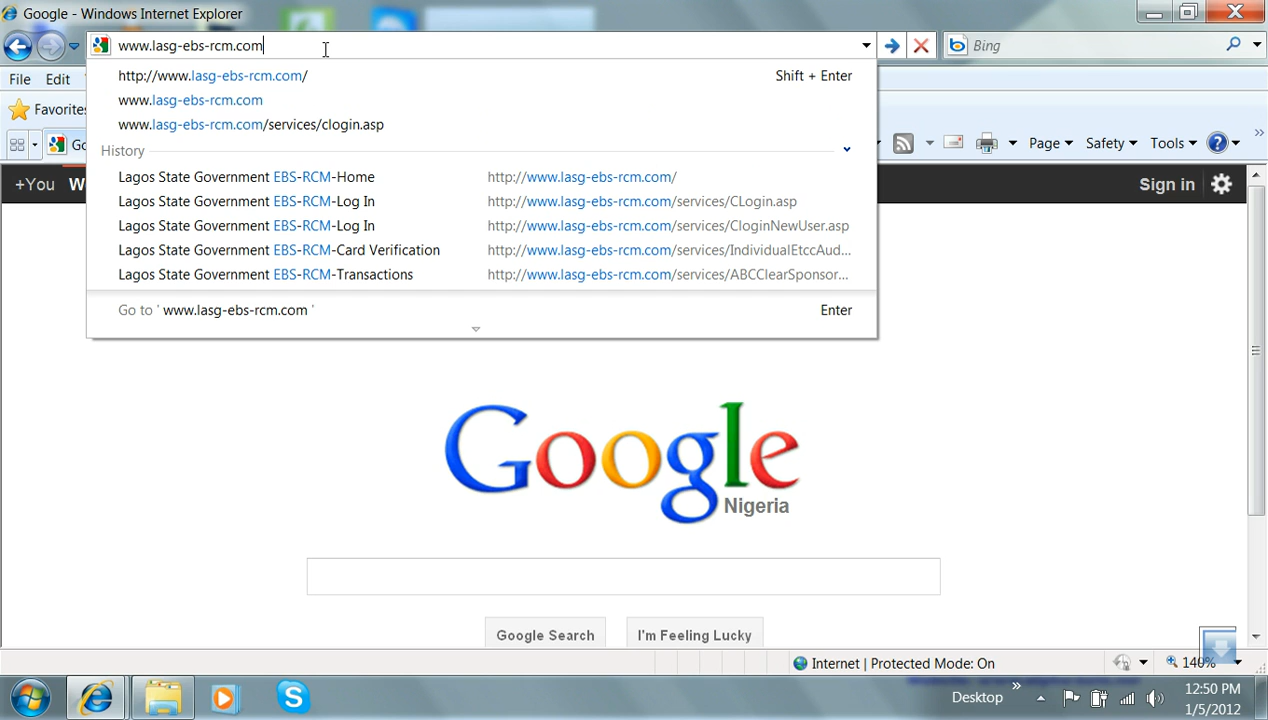 Google - Windows Internet Explorer
www.lasg-ebs-rcm.com
Bing
http://www.lasg-ebs-rcm.com/ Shift + Enter
File Edit
www.lasg-ebs-rcm.com
Favorites
www.lasg-ebs-rcm.com/services/clogin.asp
Go
Page Safety Tools
History
Lagos State Government EBS-RCM-Home http://www.lasg-ebs-rcm.com/
+You W Sign in
Lagos State Government EBS-RCM-Log In http://www.lasg-ebs-rcm.com/services/CLogin.asp
Lagos State Government EBS-RCM-Log In http://www.lasg-ebs-rcm.com/services/CloginNewUser.asp
Lagos State Government EBS-RCM-Card Verification http://www.lasg-ebs-rcm.com/services/IndividualEtccAud...
Lagos State Government EBS-RCM-Transactions http://www.lasg-ebs-rcm.com/services/ABCClearSponsor...
Go to ' www.lasg-ebs-rcm.com ' Enter
Google
Nigeria
Google Search I'm Feeling Lucky
Internet | Protected Mode: On 140%
Desktop 12:50 PM
1/5/2012